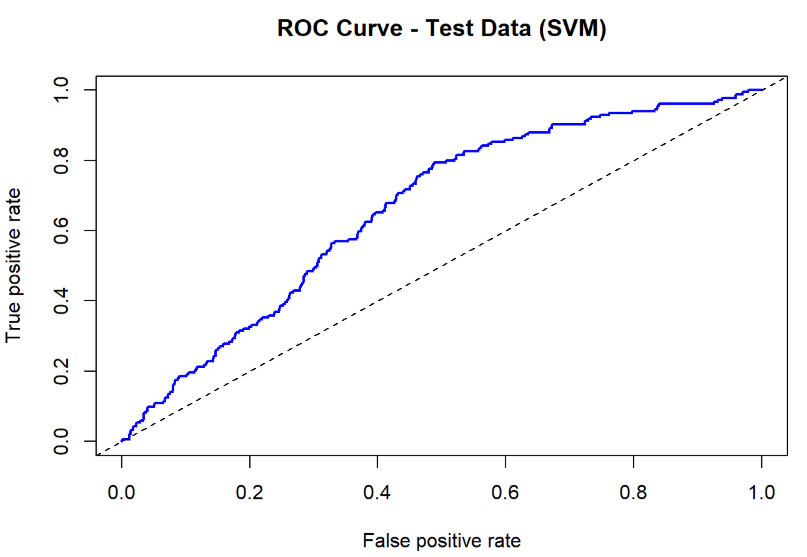 ROC Curve - Test Data (SVM)
True positive rate
1.0
0.8
0.6
0.4
0.2
0.0
0.0 0.2 0.4 0.6 0.8 1.0
False positive rate